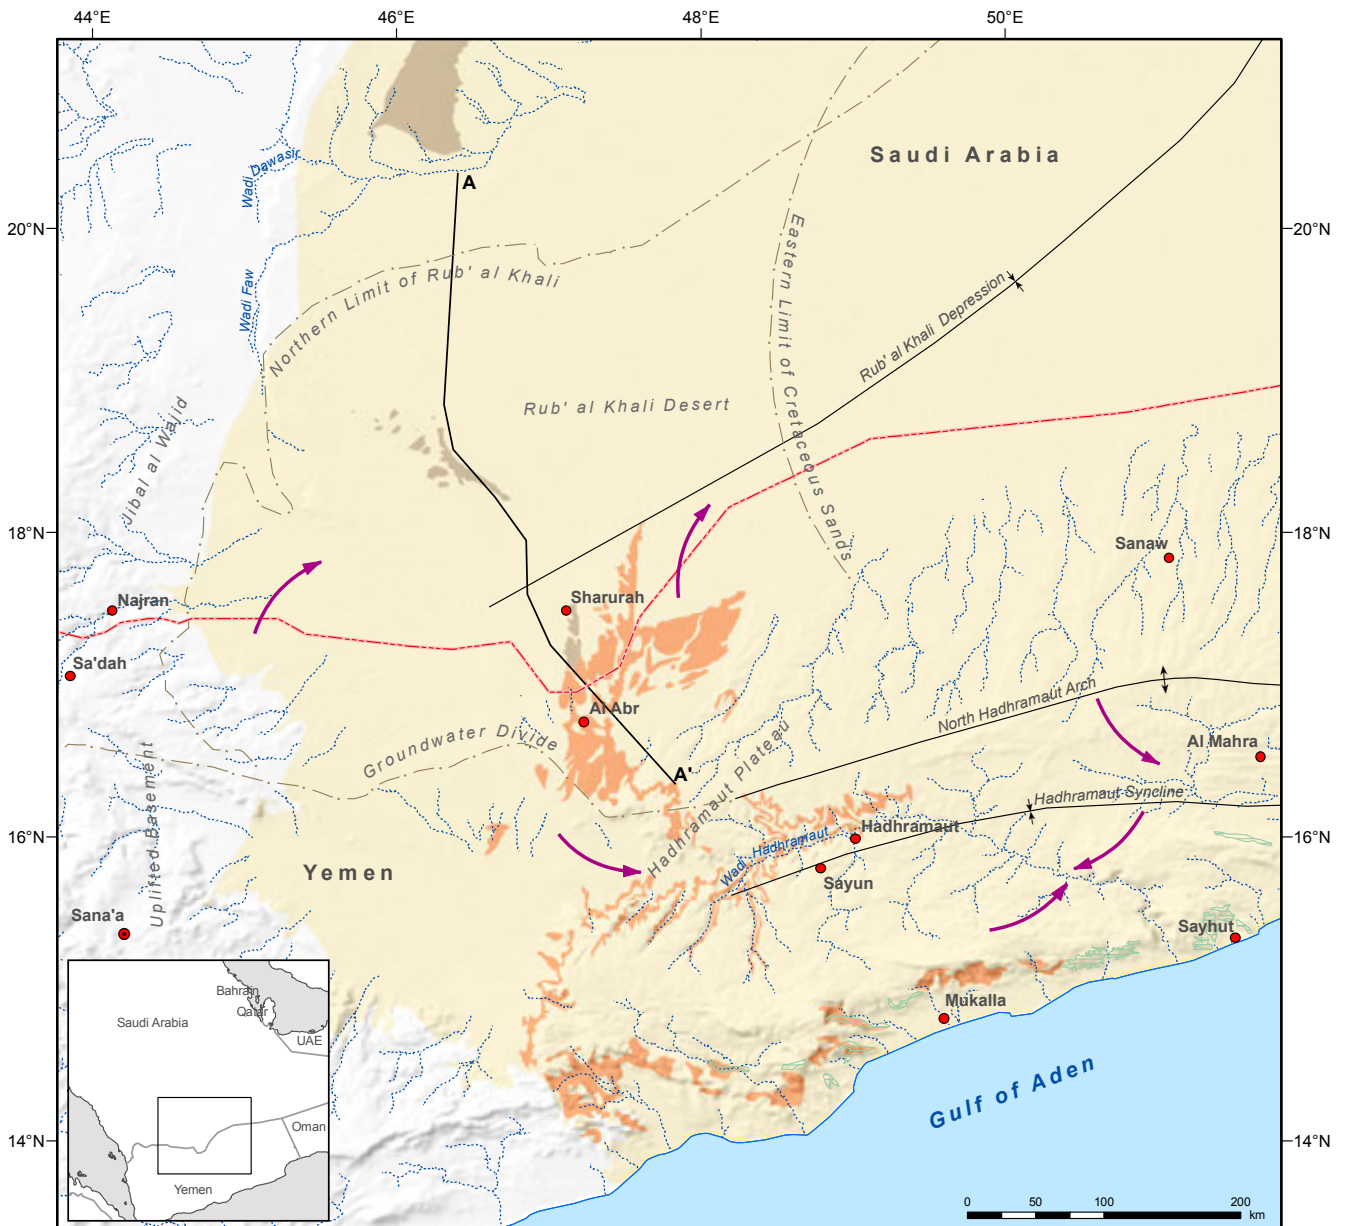 44°E 46°E 48°E 50°E
Saudi Arabia
Wadi Dawasir
A
20°N 20°N
Eastern Limit of Cretaceous Sands
Northern Limit of Rub' al Khali
Wadi Faw
Rub' al Khali Depression
Rub' al Khali Desert
Jibal al Wajid
18°N 18°N
Sanaw
Najran
Sharurah
Sa'dah
North Hadhramaut Arch
Al Abr
Groundwater Divide
Al Mahra
A'
Hadhramaut Plateau
Hadhramaut Syncline
Uplifted Basement
16°N 16°N
Hadhramaut
Wadi Hadhramaut
Yemen
Sayun
Sana'a
Sayhut
Mukalla
Gulf of Aden
14°N 14°N
Bahrain
Qatar
Saudi Arabia
UAE
Oman
Yemen
0 50 100 200
km